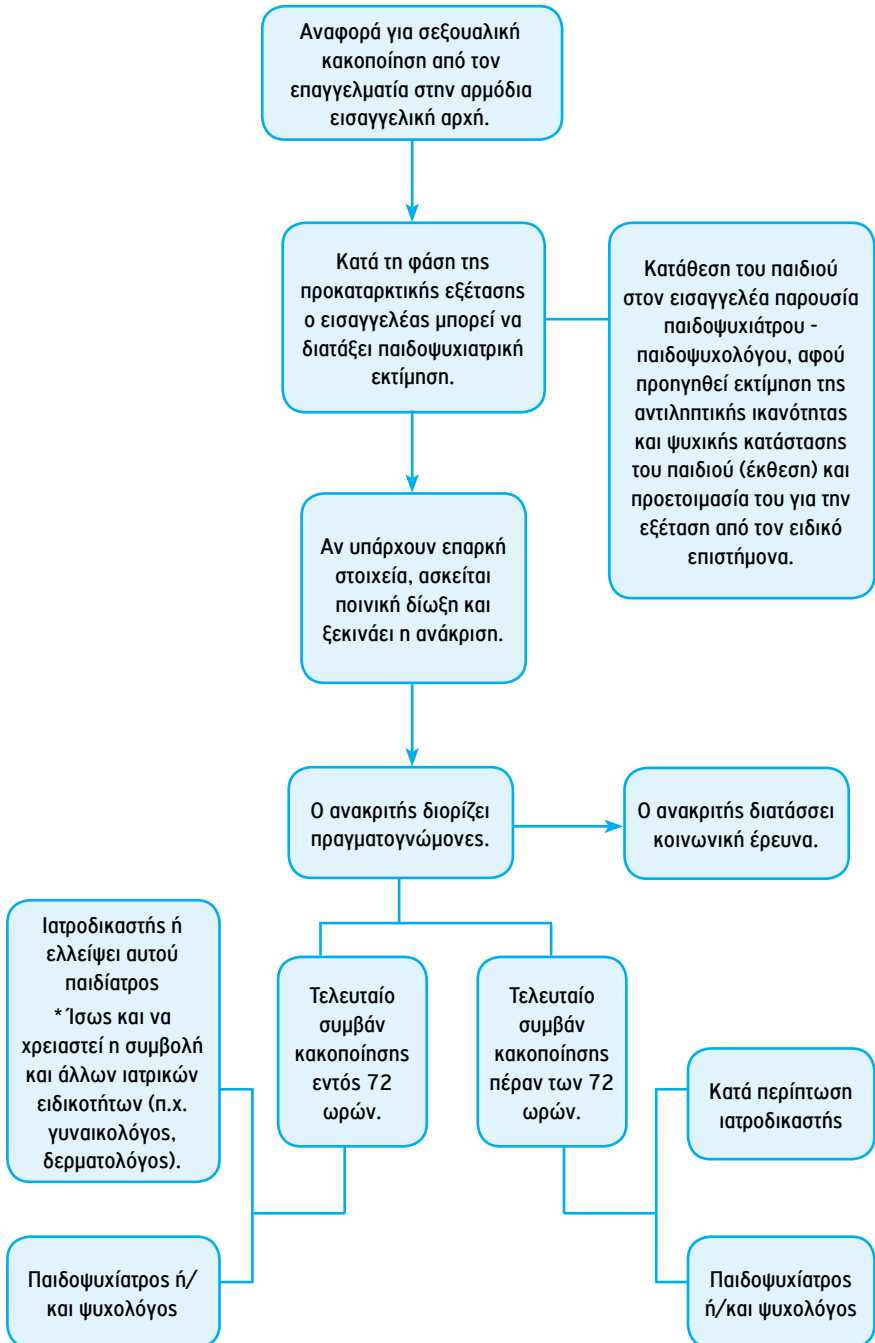 Αναφορά για σεξουαλική
κακοποίηση από τον
επαγγελματία στην αρμόδια
εισαγγελική αρχή.
Κατά τη φάση της
προκαταρκτικής εξέτασης
ο εισαγγελέας μπορεί να
διατάξει παιδοψυχιατρική
εκτίμηση.
Κατάθεση του παιδιού
στον εισαγγελέα παρουσία
παιδοψυχιάτρου -
παιδοψυχολόγου, αφού
προηγηθεί εκτίμηση της
αντιληπτικής ικανότητας
και ψυχικής κατάστασης
του παιδιού (έκθεση) και
προετοιμασία του για την
εξέταση από τον ειδικό
επιστήμονα.
Αν υπάρχουν επαρκή
στοιχεία, ασκείται
ποινική δίωξη και
ξεκινάει η ανάκριση.
Ο ανακριτής διορίζει
πραγματογνώμονες.
Ο ανακριτής διατάσσει
κοινωνική έρευνα.
Ιατροδικαστής ή
ελλείψει αυτού
παιδίατρος
* Ίσως και να
χρειαστεί η συμβολή
και άλλων ιατρικών
ειδικοτήτων (π.χ.
γυναικολόγος,
δερματολόγος).
Τελευταίο
συμβάν
κακοποίησης
εντός 72
ωρών.
Τελευταίο
συμβάν
κακοποίησης
πέραν των 72
ωρών.
Κατά περίπτωση
ιατροδικαστής
Παιδοψυχίατρος ή/
και ψυχολόγος
Παιδοψυχίατρος
ή/και ψυχολόγος